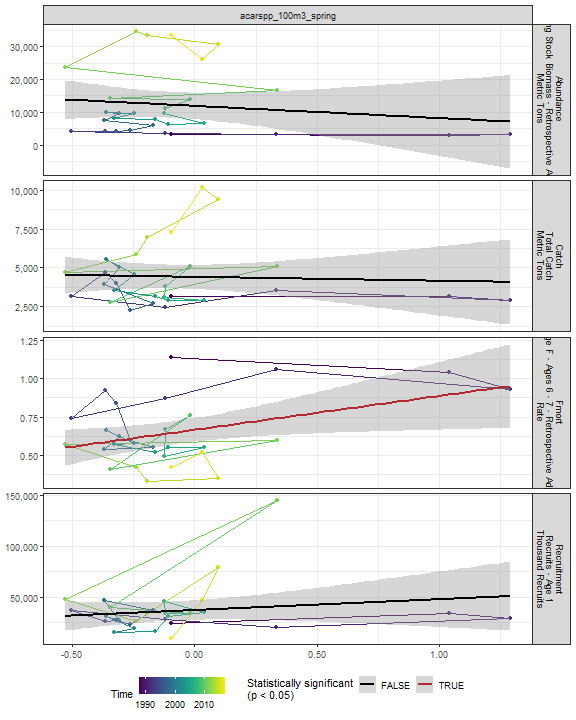 acarspp_100m3_spring
30,000
20,000
10,000
0
Abundance
Stock Biomass - Retrospective
Metric Tons
10,000
7,500
5,000
2,500
Catch
Total Catch
Metric Tons
1.25
1.00
0.75
0.50
Fmort
F - Ages 6 - 7 - Retrospective
Rate
150,000
100,000
50,000
Recruitment
Recruits - Age 1
Thousand Recruits
-0.50
0.00
0.50
1.00
Time
1990 2000 2010
Statistically significant
(p < 0.05)
FALSE
TRUE